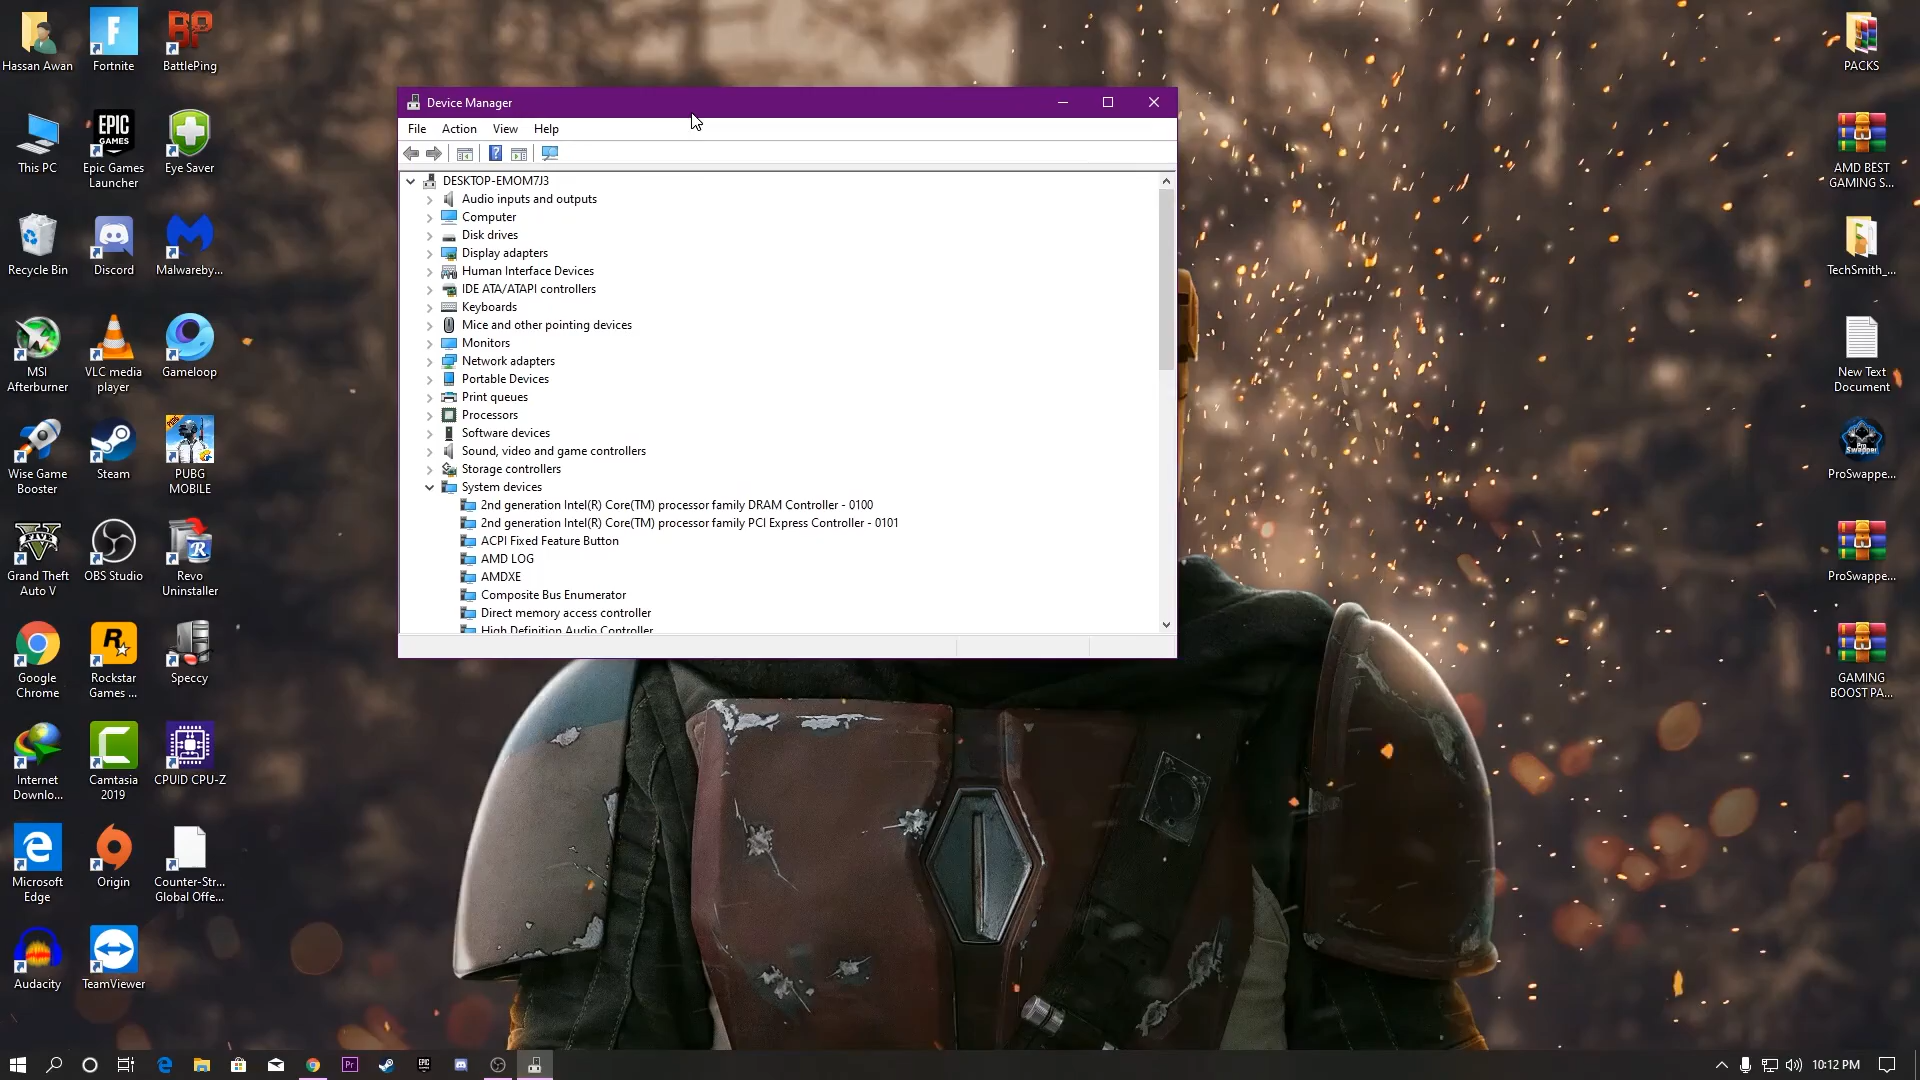 Hassan Awan
Fortnite
BattlePing
This PC
Epic Games
Launcher
Eye Saver
Recycle Bin
Discord
Malwareby...
MSI
Afterburner
VLC media
player
Gameloop
Wise Game
Booster
Steam
PUBG
MOBILE
Grand Theft
Auto V
OBS Studio
Revo
Uninstaller
Google
Chrome
Rockstar
Games ...
Speccy
Internet
Downlo...
Camtasia
2019
CPUID CPU-Z
Microsoft
Edge
Origin
Counter-Str...
Global Offe...
Audacity
TeamViewer
Device Manager
File Action View Help
DESKTOP-EMOM7J3
Audio inputs and outputs
Computer
Disk drives
Display adapters
Human Interface Devices
IDE ATA/ATAPI controllers
Keyboards
Mice and other pointing devices
Monitors
Network adapters
Portable Devices
Print queues
Processors
Software devices
Sound, video and game controllers
Storage controllers
System devices
2nd generation Intel(R) Core(TM) processor family DRAM Controller - 0100
2nd generation Intel(R) Core(TM) processor family PCI Express Controller - 0101
ACPI Fixed Feature Button
AMD LOG
AMDXE
Composite Bus Enumerator
Direct memory access controller
High Definition Audio Controller
PACKS
AMD BEST
GAMING S...
TechSmith_...
New Text
Document
ProSwappe...
ProSwappe...
GAMING
BOOST PA...
10:12 PM